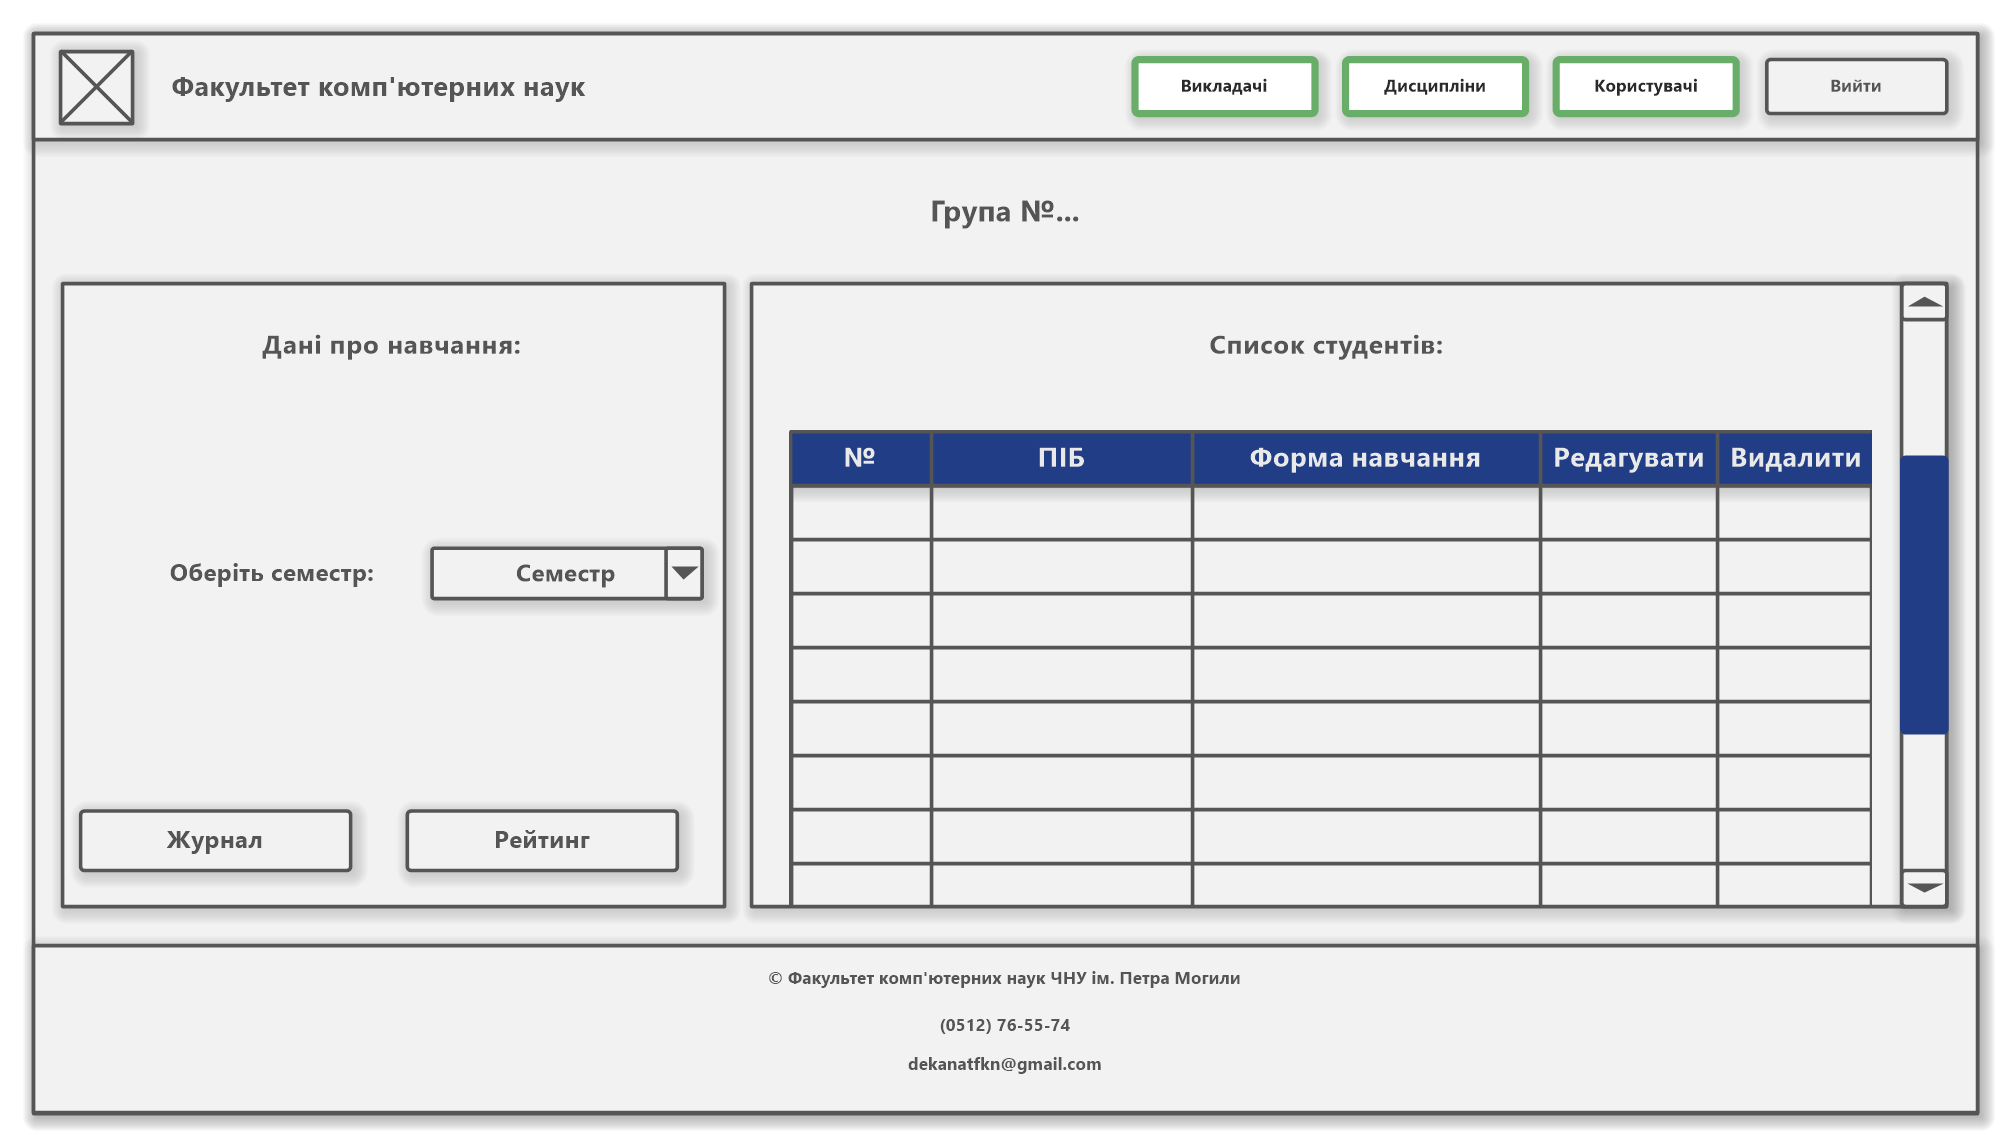 Факультет комп'ютерних наук
Викладачі
Дисципліни
Користувачі
Вийти
Група №...
Дані про навчання:
Оберіть семестр:
Семестр
Журнал
Рейтинг
Список студентів:
№
ПІБ
Форма навчання
Редагувати
Видалити
© Факультет комп'ютерних наук ЧНУ ім. Петра Могили
(0512) 76-55-74
dekanatfkn@gmail.com